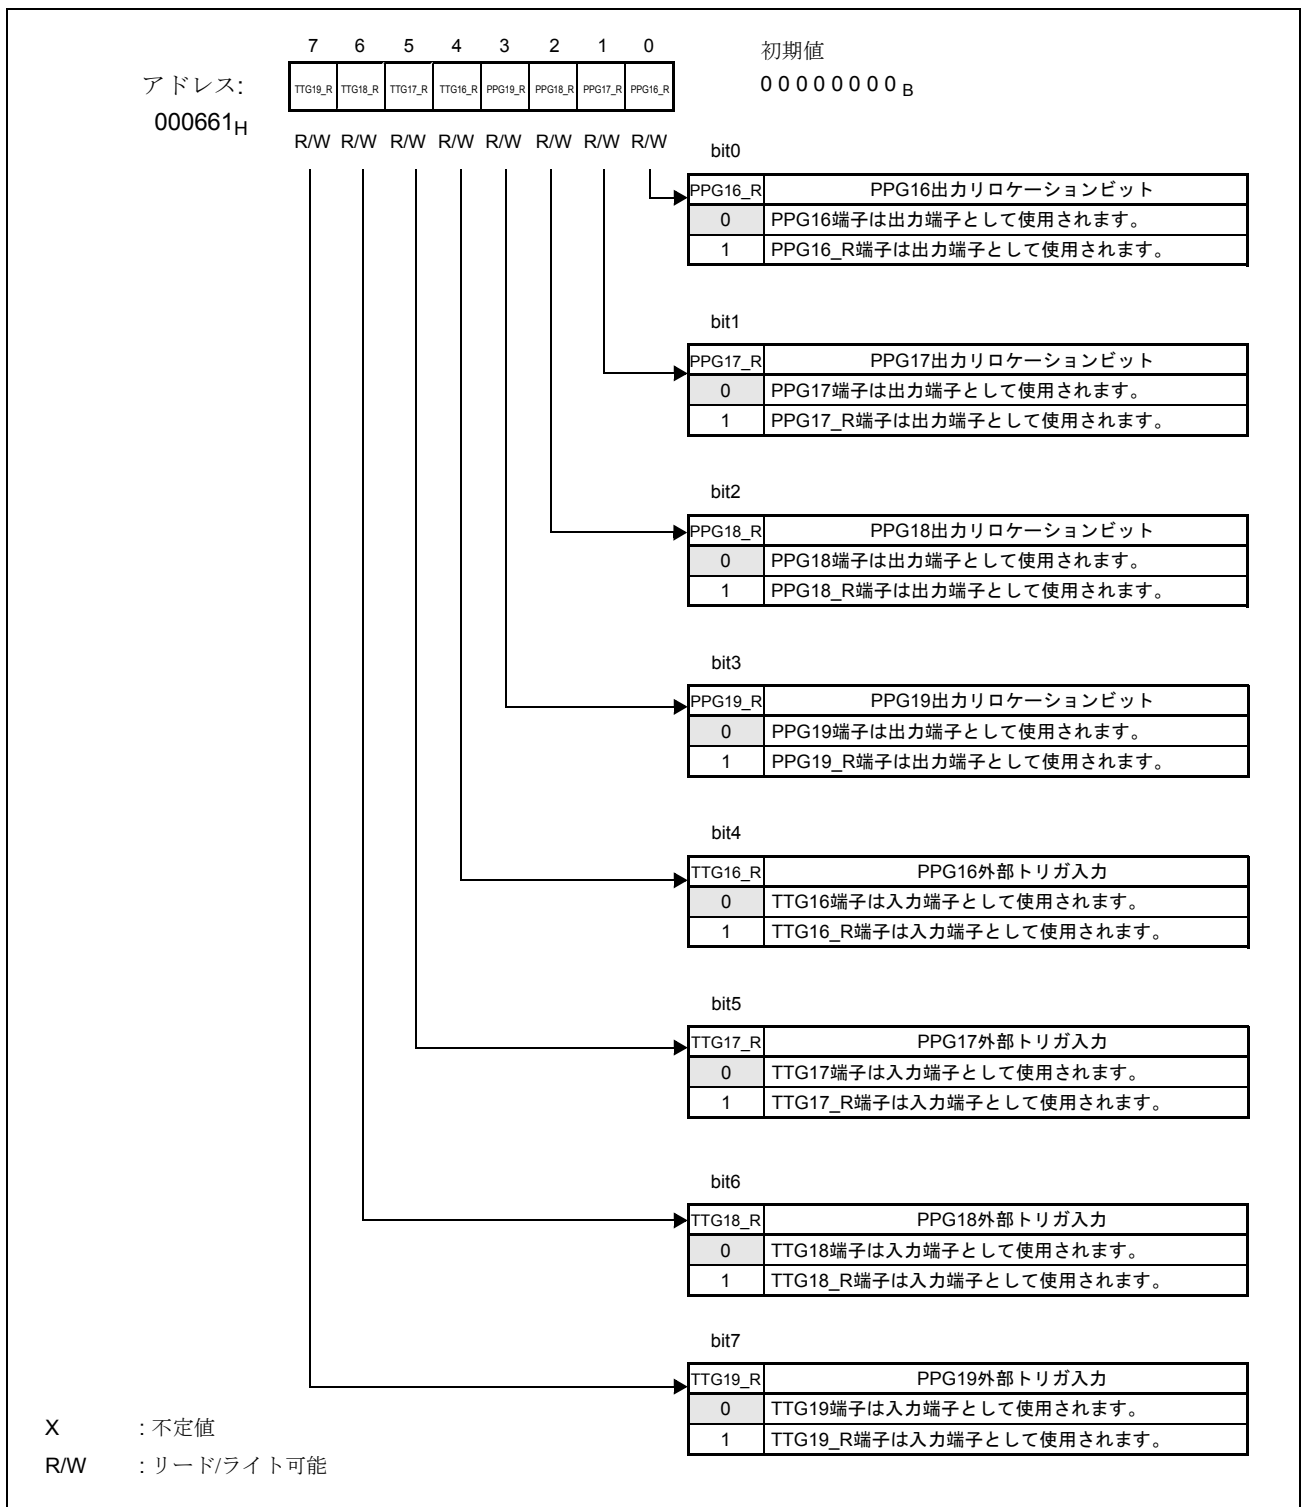 7 6 5 4 3 2 1 0 初期値
アドレス: TTG19_R TTG18_R TTG17_R TTG16_R PPG19_R PPG18_R PPG17_R PPG16_R 0 0 0 0 0 0 0 0 B
000661H
R/W R/W R/W R/W R/W R/W R/W R/W
bit0
PPG16_R PPG16出力リロケーションビット
0 PPG16端子は出力端子として使用されます。
1 PPG16_R端子は出力端子として使用されます。
bit1
PPG17_R PPG17出力リロケーションビット
0 PPG17端子は出力端子として使用されます。
1 PPG17_R端子は出力端子として使用されます。
bit2
PPG18_R PPG18出力リロケーションビット
0 PPG18端子は出力端子として使用されます。
1 PPG18_R端子は出力端子として使用されます。
bit3
PPG19_R PPG19出力リロケーションビット
0 PPG19端子は出力端子として使用されます。
1 PPG19_R端子は出力端子として使用されます。
bit4
TTG16_R PPG16外部トリガ入力
0 TTG16端子は入力端子として使用されます。
1 TTG16_R端子は入力端子として使用されます。
bit5
TTG17_R PPG17外部トリガ入力
0 TTG17端子は入力端子として使用されます。
1 TTG17_R端子は入力端子として使用されます。
bit6
TTG18_R PPG18外部トリガ入力
0 TTG18端子は入力端子として使用されます。
1 TTG18_R端子は入力端子として使用されます。
bit7
TTG19_R PPG19外部トリガ入力
0 TTG19端子は入力端子として使用されます。
1 TTG19_R端子は入力端子として使用されます。
X : 不定値
R/W : リード/ライト可能